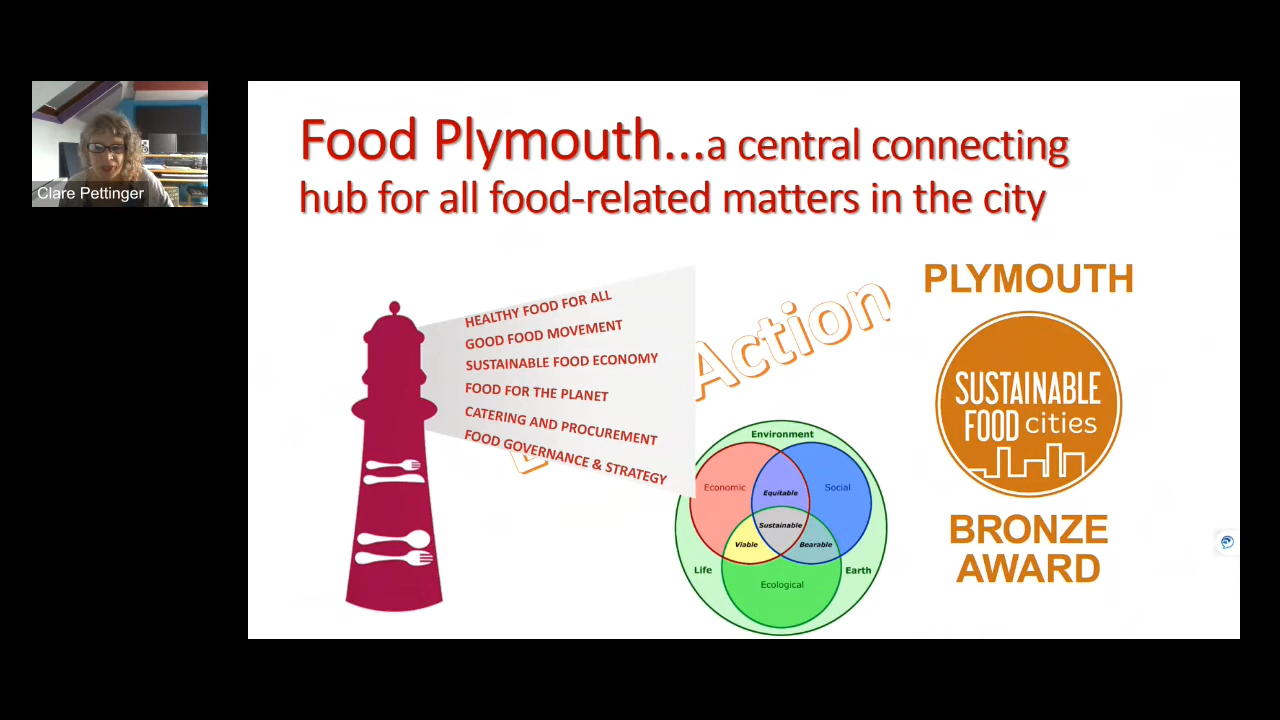 Clare Pettinger
Food Plymouth...a central connecting
hub for all food-related matters in the city
HEALTHY FOOD FOR ALL
GOOD FOOD MOVEMENT
SUSTAINABLE FOOD ECONOMY
FOOD FOR THE PLANET
CATERING AND PROCUREMENT
FOOD GOVERNANCE & STRATEGY
Action
Environment
Economic
Social
Equitable
Sustainable
Viable
Bearable
Life
Earth
Ecological
PLYMOUTH
SUSTAINABLE
FOOD cities
BRONZE
AWARD